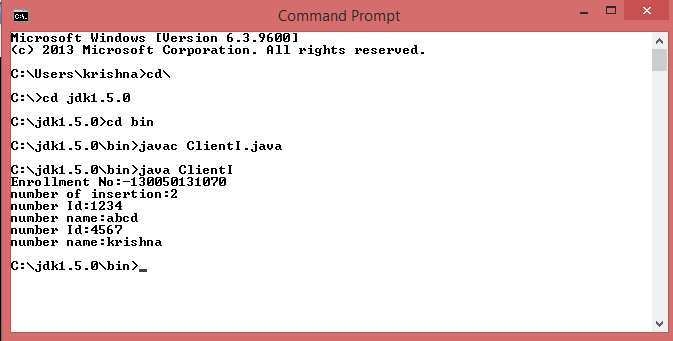 Command Prompt
Microsoft Windows [Version 6.3.9600]
(c) 2013 Microsoft Corporation. All rights reserved.
C:\Users\krishna>cd\
C:\>cd jdk1.5.0
C:\jdk1.5.0>cd bin
C:\jdk1.5.0\bin>javac ClientI.java
C:\jdk1.5.0\bin>java ClientI
Enrollment No:-130050131070
number of insertion:2
number Id:1234
number name:abcd
number Id:4567
number name:krishna
C:\jdk1.5.0\bin>_